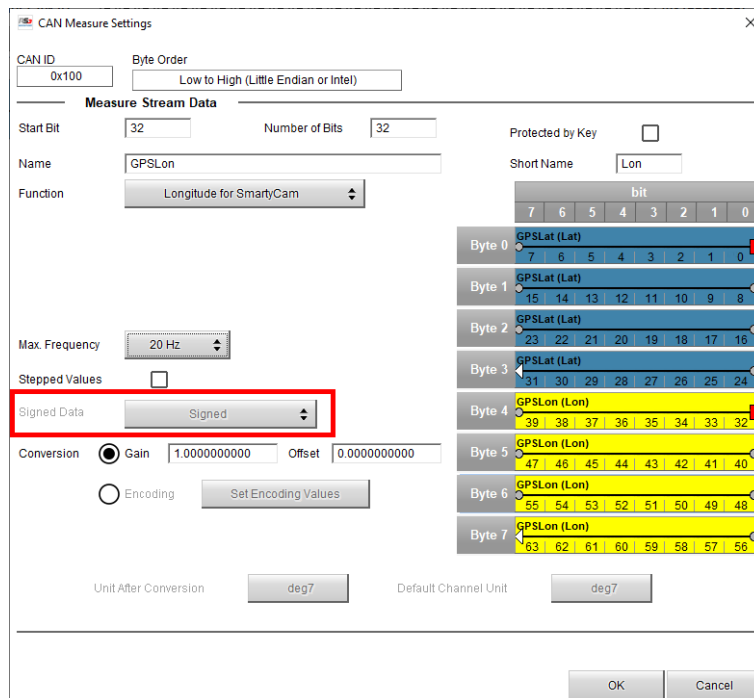 CAN Measure Settings
CAN ID
Byte Order
0x100
Low to High (Little Endian or Intel)
Measure Stream Data
Start Bit
32
Number of Bits
32
Protected by Key
Name
GPSLon
Short Name
Lon
Function
Longitude for SmartyCam
bit
7 6 5 4 3 2 1 0
Byte 0
GPSLat (Lat)
7 6 5 4 3 2 1 0
Byte 1
GPSLat (Lat)
15 14 13 12 11 10 9 8
Byte 2
GPSLat (Lat)
23 22 21 20 19 18 17 16
Byte 3
GPSLat (Lat)
31 30 29 28 27 26 25 24
Byte 4
GPSLon (Lon)
39 38 37 36 35 34 33 32
Byte 5
GPSLon (Lon)
47 46 45 44 43 42 41 40
Byte 6
GPSLon (Lon)
55 54 53 52 51 50 49 48
Byte 7
GPSLon (Lon)
63 62 61 60 59 58 57 56
Max. Frequency
20 Hz
Stepped Values
Signed Data
Signed
Conversion
Gain
1.0000000000
Offset
0.0000000000
Encoding
Set Encoding Values
Unit After Conversion
deg7
Default Channel Unit
deg7
OK
Cancel